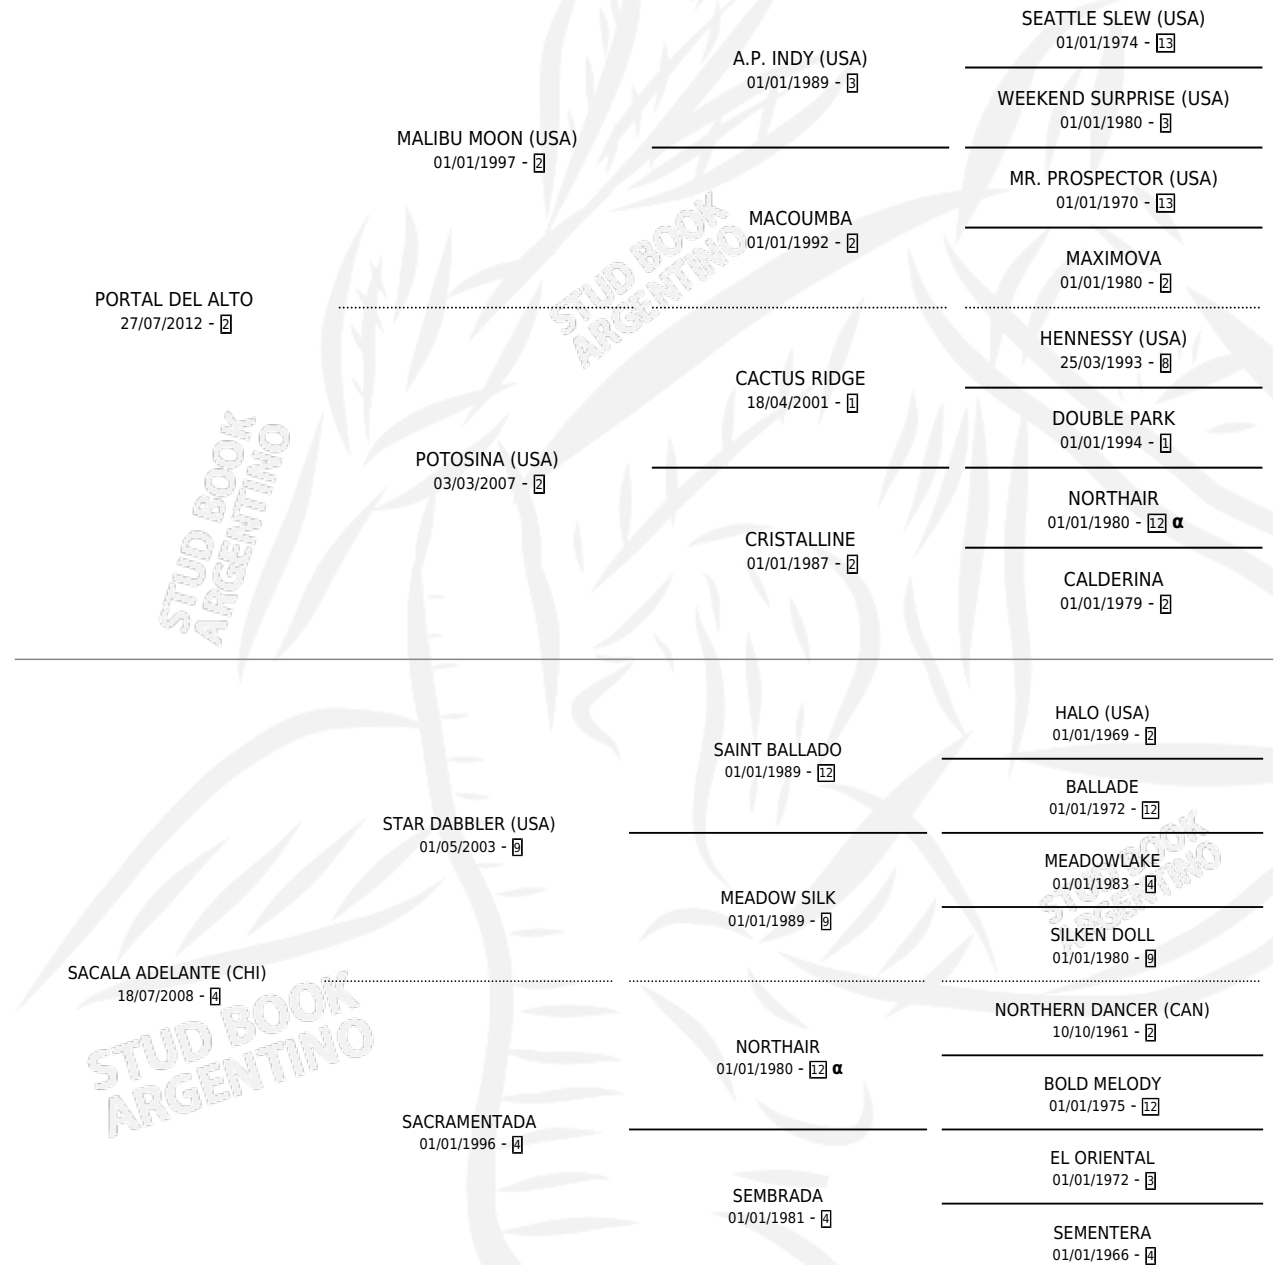 SEATTLE SLEW (USA)
01/01/1974 - 13
A.P. INDY (USA)
01/01/1989 - 3
WEEKEND SURPRISE (USA)
01/01/1980 - 3
MALIBU MOON (USA)
01/01/1997 - 2
MR. PROSPECTOR (USA)
01/01/1970 - 13
MACOUMBA
01/01/1992 - 2
MAXIMOVA
01/01/1980 - 2
PORTAL DEL ALTO
27/07/2012 - 2
HENNESSY (USA)
25/03/1993 - 8
CACTUS RIDGE
18/04/2001 - 1
DOUBLE PARK
01/01/1994 - 1
POTOSINA (USA)
03/03/2007 - 2
NORTHAIR
01/01/1980 - 12 α
CRISTALLINE
01/01/1987 - 2
CALDERINA
01/01/1979 - 2
HALO (USA)
01/01/1969 - 2
SAINT BALLADO
01/01/1989 - 12
BALLADE
01/01/1972 - 12
STAR DABBLER (USA)
01/05/2003 - 9
MEADOWLAKE
01/01/1983 - 4
MEADOW SILK
01/01/1989 - 9
SILKEN DOLL
01/01/1980 - 9
SACALA ADELANTE (CHI)
18/07/2008 - 4
NORTHERN DANCER (CAN)
10/10/1961 - 2
NORTHAIR
01/01/1980 - 12 α
BOLD MELODY
01/01/1975 - 12
SACRAMENTADA
01/01/1996 - 4
EL ORIENTAL
01/01/1972 - 3
SEMBRADA
01/01/1981 - 4
SEMENTERA
01/01/1966 - 4
STUD BOOK
ARGENTINO
STUD BOOK
ARGENTINO
STUD BOOK
ARGENTINO
STUD BOOK
ARGENTINO